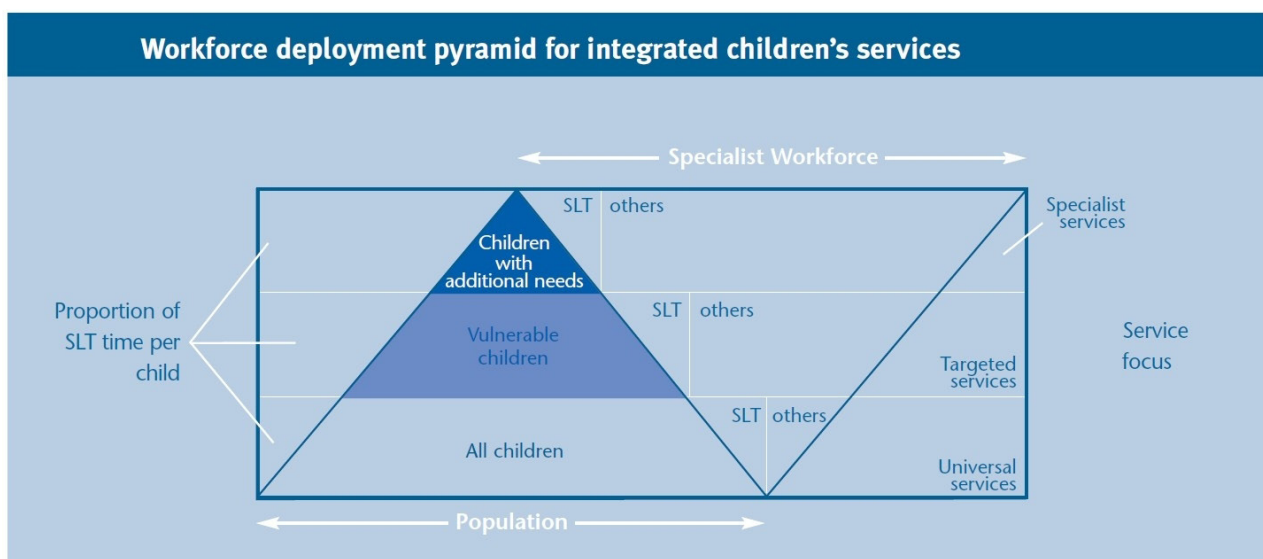 Workforce deployment pyramid for integrated children’s services
Specialist Workforce
SLT
others
Specialist
services
Children
with
additional needs
Proportion of
SLT time per
child
SLT
others
Vulnerable
children
Targeted
services
Service
focus
SLT
others
All children
Universal
services
Population